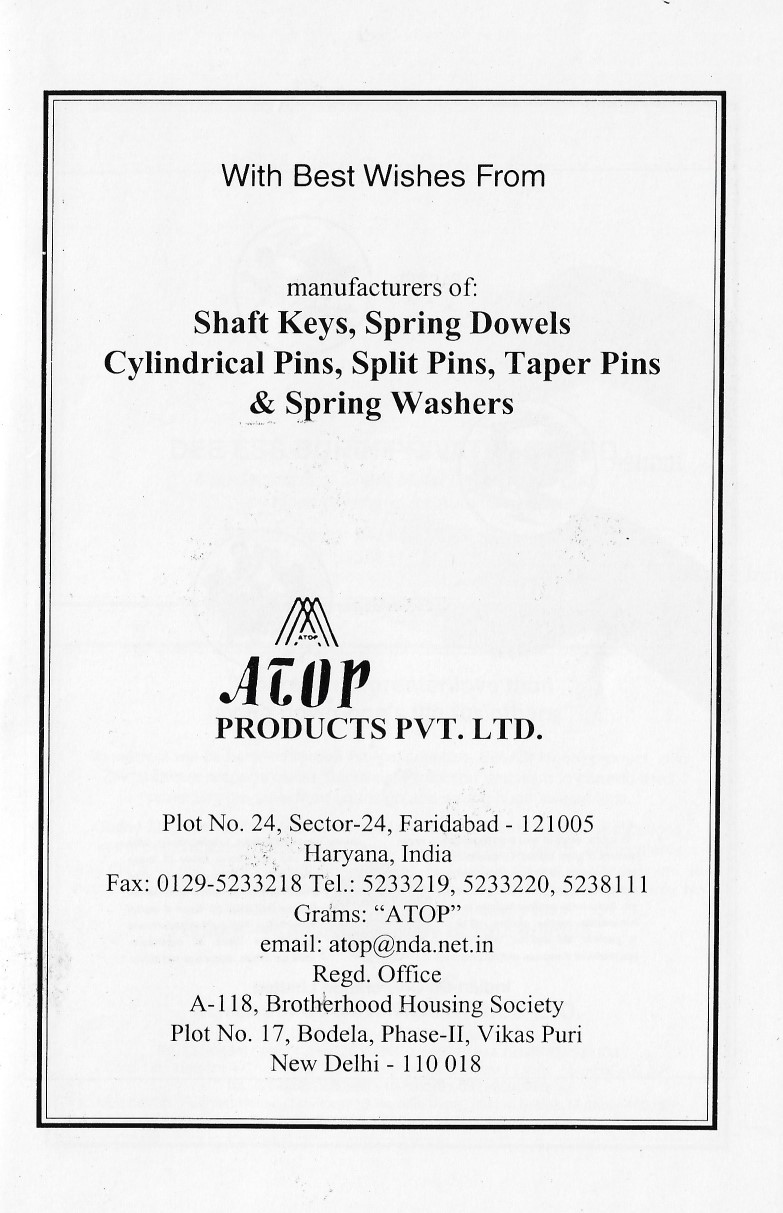 With Best Wishes From
manufacturers of:
Shaft Keys, Spring Dowels
Cylindrical Pins, Split Pins, Taper Pins
& Spring Washers
ATOP
ATOP
PRODUCTS PVT. LTD.
Plot No. 24, Sector-24, Faridabad - 121005
Haryana, India
Fax: 0129-5233218 Tel.: 5233219, 5233220, 5238111
Grams: “ATOP”
email: atop@nda.net.in
Regd. Office
A-118, Brotherhood Housing Society
Plot No. 17, Bodela, Phase-II, Vikas Puri
New Delhi - 110 018